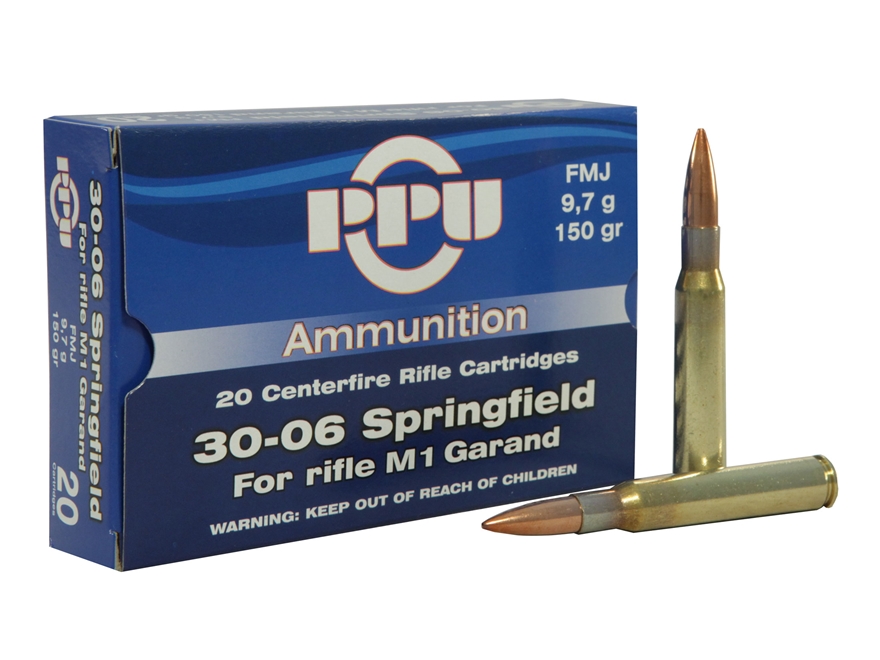 PPU
FMJ
9,7 g
150 gr
Ammunition
20 Centerfire Rifle Cartridges
30-06 Springfield
For rifle M1 Garand
WARNING: KEEP OUT OF REACH OF CHILDREN
PPU
30-06 Springfield
For rifle M1 Garand
FMJ
9,7 g
150 gr
20
Cartridges